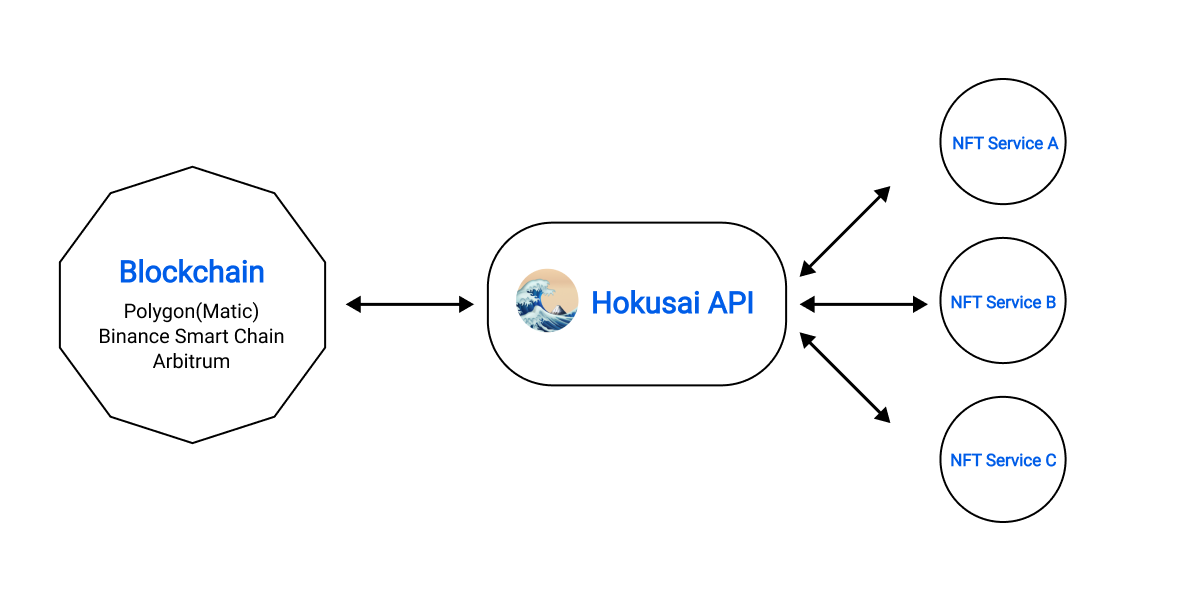 Blockchain
Polygon(Matic)
Binance Smart Chain
Arbitrum
Hokusai API
NFT Service A
NFT Service B
NFT Service C